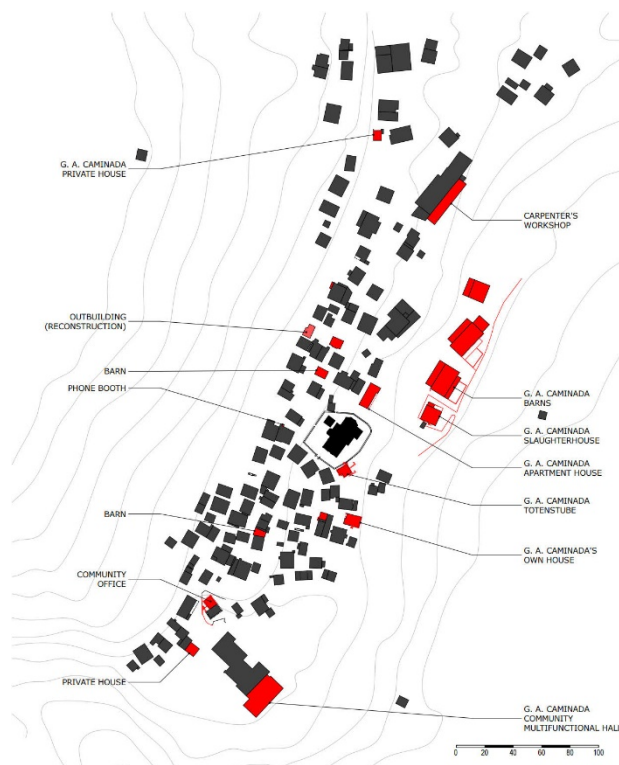 G. A. CAMINADA
PRIVATE HOUSE
CARPENTER'S
WORKSHOP
OUTBUILDING
(RECONSTRUCTION)
BARN
PHONE BOOTH
G. A. CAMINADA
BARNS
G. A. CAMINADA
SLAUGHTERHOUSE
G. A. CAMINADA
APARTMENT HOUSE
G. A. CAMINADA
TOTENSTUBE
BARN
G. A. CAMINADA'S
OWN HOUSE
COMMUNITY
OFFICE
PRIVATE HOUSE
G. A. CAMINADA
COMMUNITY
MULTIFUNCTIONAL HALL
0 20 40 60 80 100